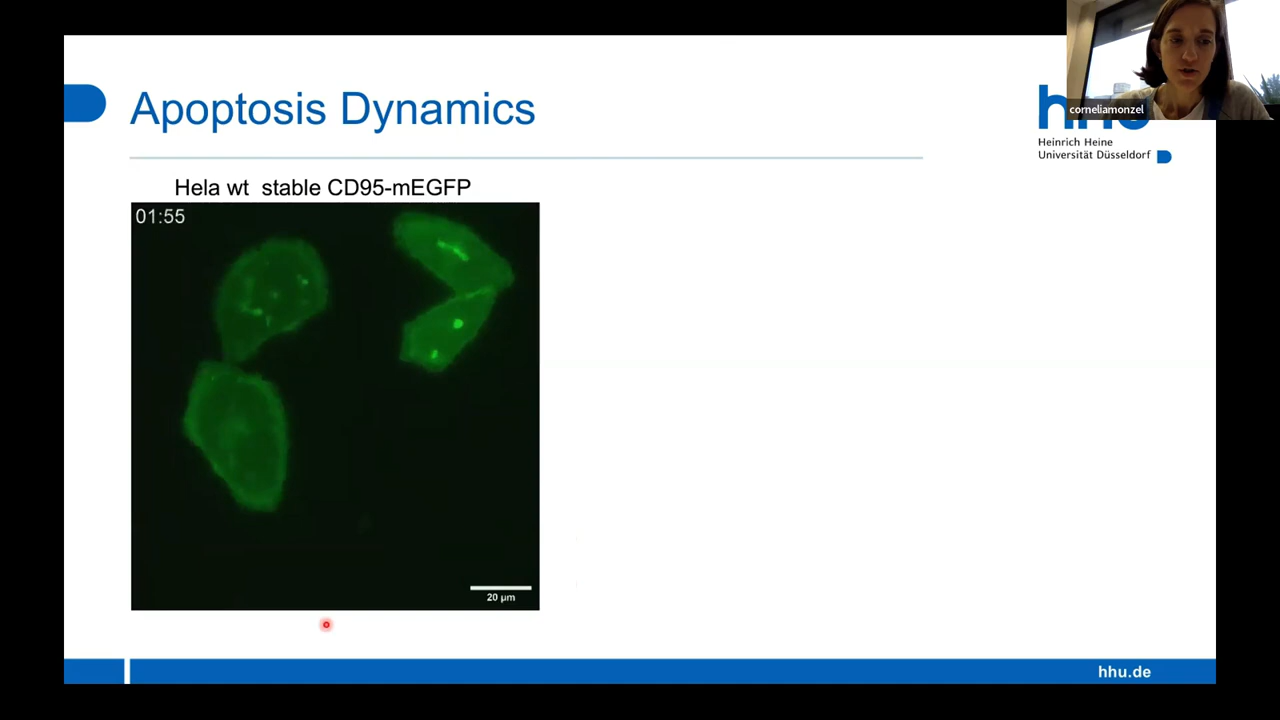 corneliamonzel
Apoptosis Dynamics
hhu
Heinrich Heine
Universität Düsseldorf
Hela wt  stable CD95-mEGFP
01:55
20 µm
hhu.de